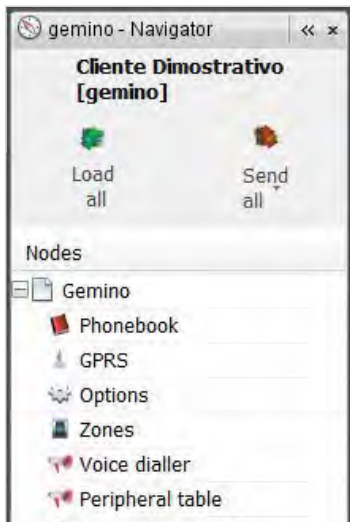 gemino - Navigator « ×
Cliente Dimostrativo
[gemino]
Load
all
Send
all
Nodes
Gemino
Phonebook
GPRS
Options
Zones
Voice dialler
Peripheral table